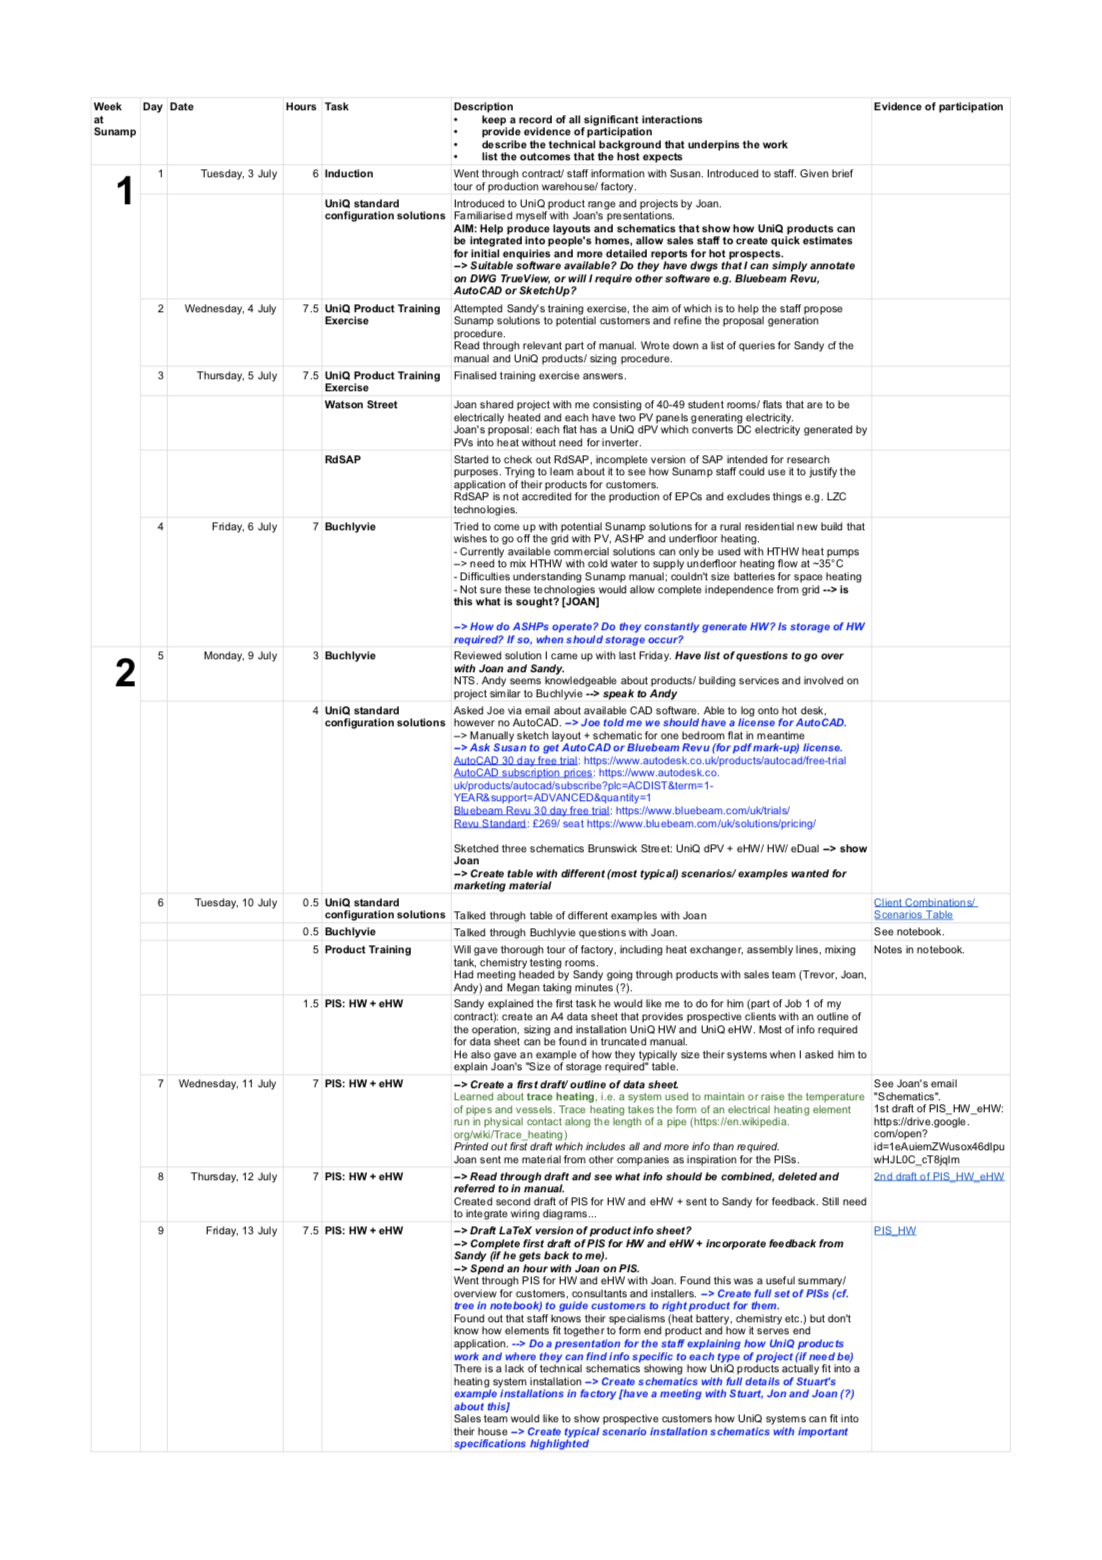 Week at Sunamp Day Date Hours Task Description Evidence of participation
• keep a record of all significant interactions
• provide evidence of participation
• describe the technical background that underpins the work
• list the outcomes that the host expects
1 1 Tuesday, 3 July 6 Induction Went through contract/ staff information with Susan. Introduced to staff. Given brief
tour of production warehouse/ factory.
UniQ standard
configuration solutions
Introduced to UniQ product range and projects by Joan.
Familiarised myself with Joan's presentations.
AIM: Help produce layouts and schematics that show how UniQ products can
be integrated into people's homes, allow sales staff to create quick estimates
for initial enquiries and more detailed reports for hot prospects.
--> Suitable software available? Do they have dwgs that I can simply annotate
on DWG TrueView, or will I require other software e.g. Bluebeam Revu,
AutoCAD or SketchUp?
2 Wednesday, 4 July 7.5 UniQ Product Training
Exercise
Attempted Sandy's training exercise, the aim of which is to help the staff propose
Sunamp solutions to potential customers and refine the proposal generation
procedure.
Read through relevant part of manual. Wrote down a list of queries for Sandy cf the
manual and UniQ products/ sizing procedure.
3 Thursday, 5 July 7.5 UniQ Product Training
Exercise
Finalised training exercise answers.
Watson Street Joan shared project with me consisting of 40-49 student rooms/ flats that are to be
electrically heated and each have two PV panels generating electricity.
Joan's proposal: each flat has a UniQ dPV which converts DC electricity generated by
PVs into heat without need for inverter.
RdSAP Started to check out RdSAP, incomplete version of SAP intended for research
purposes. Trying to learn about it to see how Sunamp staff could use it to justify the
application of their products for customers.
RdSAP is not accredited for the production of EPCs and excludes things e.g. LZC
technologies.
4 Friday, 6 July 7 Buchlyvie Tried to come up with potential Sunamp solutions for a rural residential new build that
wishes to go off the grid with PV, ASHP and underfloor heating.
- Currently available commercial solutions can only be used with HTHW heat pumps
--> need to mix HTHW with cold water to supply underfloor heating flow at ~35°C
- Difficulties understanding Sunamp manual; couldn't size batteries for space heating
- Not sure these technologies would allow complete independence from grid --> is
this what is sought? [JOAN]
--> How do ASHPs operate? Do they constantly generate HW? Is storage of HW
required? If so, when should storage occur?
2 5 Monday, 9 July 3 Buchlyvie Reviewed solution I came up with last Friday. Have list of questions to go over
with Joan and Sandy.
NTS. Andy seems knowledgeable about products/ building services and involved on
project similar to Buchlyvie --> speak to Andy
4 UniQ standard
configuration solutions
Asked Joe via email about available CAD software. Able to log onto hot desk,
however no AutoCAD. --> Joe told me we should have a license for AutoCAD.
--> Manually sketch layout + schematic for one bedroom flat in meantime
--> Ask Susan to get AutoCAD or Bluebeam Revu (for pdf mark-up) license.
AutoCAD 30 day free trial: https://www.autodesk.co.uk/products/autocad/free-trial
AutoCAD subscription prices: https://www.autodesk.co.
uk/products/autocad/subscribe?plc=ACDIST&term=1-
YEAR&support=ADVANCED&quantity=1
Bluebeam Revu 30 day free trial: https://www.bluebeam.com/uk/trials/
Revu Standard: £269/ seat https://www.bluebeam.com/uk/solutions/pricing/
Sketched three schematics Brunswick Street: UniQ dPV + eHW/ HW/ eDual --> show
Joan
--> Create table with different (most typical) scenarios/ examples wanted for
marketing material
6 Tuesday, 10 July 0.5 UniQ standard
configuration solutions
Talked through table of different examples with Joan
Client Combinations/
Scenarios Table
0.5 Buchlyvie Talked through Buchlyvie questions with Joan. See notebook.
5 Product Training Will gave thorough tour of factory, including heat exchanger, assembly lines, mixing
tank, chemistry testing rooms.
Had meeting headed by Sandy going through products with sales team (Trevor, Joan,
Andy) and Megan taking minutes (?).
Notes in notebook.
1.5 PIS: HW + eHW Sandy explained the first task he would like me to do for him (part of Job 1 of my
contract): create an A4 data sheet that provides prospective clients with an outline of
the operation, sizing and installation UniQ HW and UniQ eHW. Most of info required
for data sheet can be found in truncated manual.
He also gave an example of how they typically size their systems when I asked him to
explain Joan's "Size of storage required" table.
7 Wednesday, 11 July 7 PIS: HW + eHW --> Create a first draft/ outline of data sheet.
Learned about trace heating, i.e. a system used to maintain or raise the temperature
of pipes and vessels. Trace heating takes the form of an electrical heating element
run in physical contact along the length of a pipe (https://en.wikipedia.
org/wiki/Trace_heating)
Printed out first draft which includes all and more info than required.
Joan sent me material from other companies as inspiration for the PISs.
See Joan's email
"Schematics".
1st draft of PIS_HW_eHW:
https://drive.google.
com/open?
id=1eAuiemZWusox46dIpu
wHJL0C_cT8jqlm
8 Thursday, 12 July 7 PIS: HW + eHW --> Read through draft and see what info should be combined, deleted and
referred to in manual.
Created second draft of PIS for HW and eHW + sent to Sandy for feedback. Still need
to integrate wiring diagrams...
2nd draft of PIS_HW_eHW
9 Friday, 13 July 7.5 PIS: HW + eHW --> Draft LaTeX version of product info sheet?
--> Complete first draft of PIS for HW and eHW + incorporate feedback from
Sandy (if he gets back to me).
--> Spend an hour with Joan on PIS.
Went through PIS for HW and eHW with Joan. Found this was a useful summary/
overview for customers, consultants and installers. --> Create full set of PISs (cf.
tree in notebook) to guide customers to right product for them.
Found out that staff knows their specialisms (heat battery, chemistry etc.) but don't
know how elements fit together to form end product and how it serves end
application. --> Do a presentation for the staff explaining how UniQ products
work and where they can find info specific to each type of project (if need be)
There is a lack of technical schematics showing how UniQ products actually fit into a
heating system installation --> Create schematics with full details of Stuart's
example installations in factory [have a meeting with Stuart, Jon and Joan (?)
about this]
Sales team would like to show prospective customers how UniQ systems can fit into
their house --> Create typical scenario installation schematics with important
specifications highlighted
PIS_HW